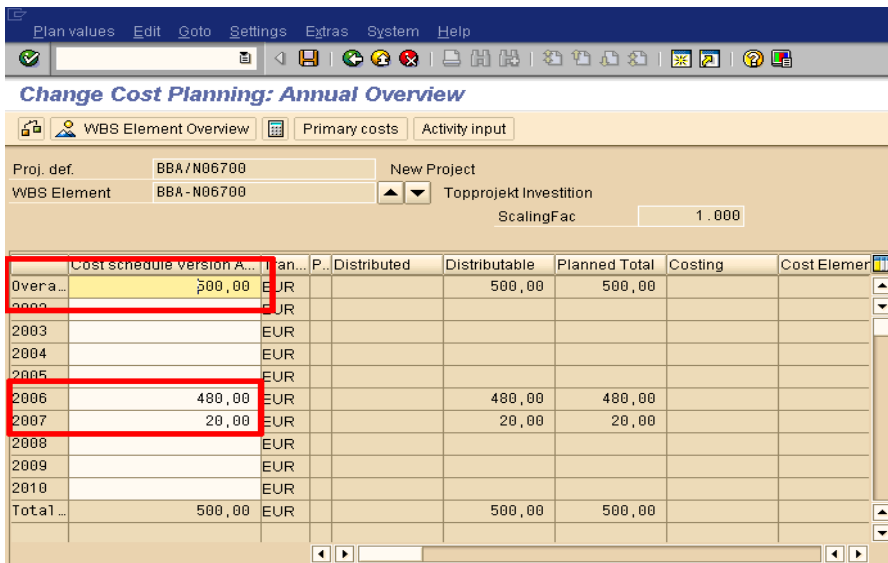 Plan values Edit Goto Settings Extras System Help
Change Cost Planning: Annual Overview
WBS Element Overview Primary costs Activity input
Proj. def. BBA/N06700 New Project
WBS Element BBA-N06700 Topprojekt Investition
ScalingFac 1.000
Cost schedule version A... Tran... P.. Distributed Distributable Planned Total Costing Cost Elemer
Overa... 500,00 EUR 500,00 500,00
2002 EUR
2003 EUR
2004 EUR
2005 EUR
2006 480,00 EUR 480,00 480,00
2007 20,00 EUR 20,00 20,00
2008 EUR
2009 EUR
2010 EUR
Total... 500,00 EUR 500,00 500,00